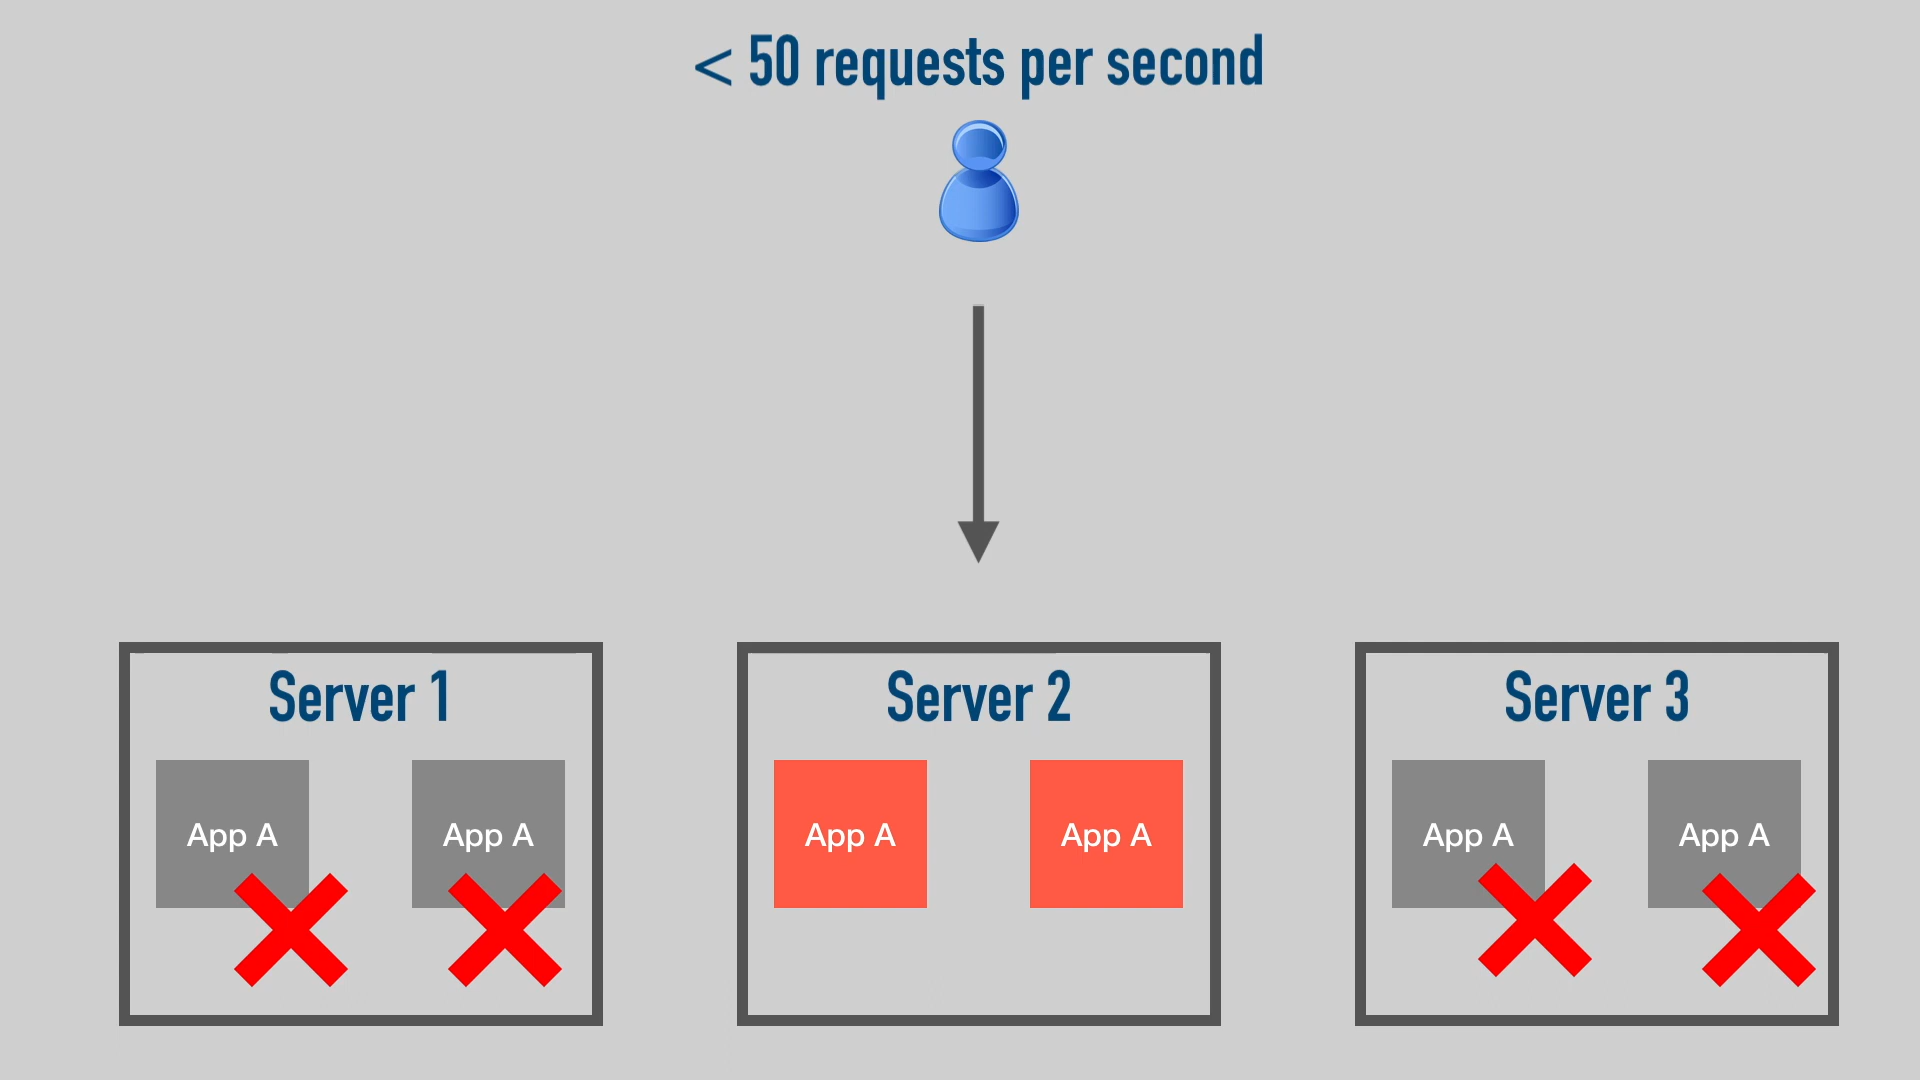 < 50 requests per second
Server 1
App A
App A
Server 2
App A
App A
Server 3
App A
App A